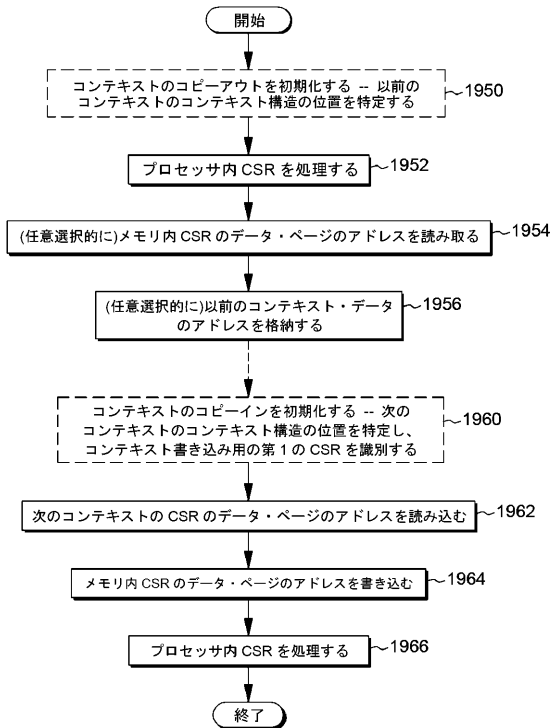 開始
コンテキストのコピーアウトを初期化する -- 以前の
コンテキストのコンテキスト構造の位置を特定する
1950
プロセッサ内 CSR を処理する
1952
(任意選択的に)メモリ内 CSR のデータ・ページのアドレスを読み取る
1954
(任意選択的に)以前のコンテキスト・データ
のアドレスを格納する
1956
コンテキストのコピーインを初期化する -- 次の
コンテキストのコンテキスト構造の位置を特定し、
コンテキスト書き込み用の第 1 の CSR を識別する
1960
次のコンテキストの CSR のデータ・ページのアドレスを読み込む
1962
メモリ内 CSR のデータ・ページのアドレスを書き込む
1964
プロセッサ内 CSR を処理する
1966
終了